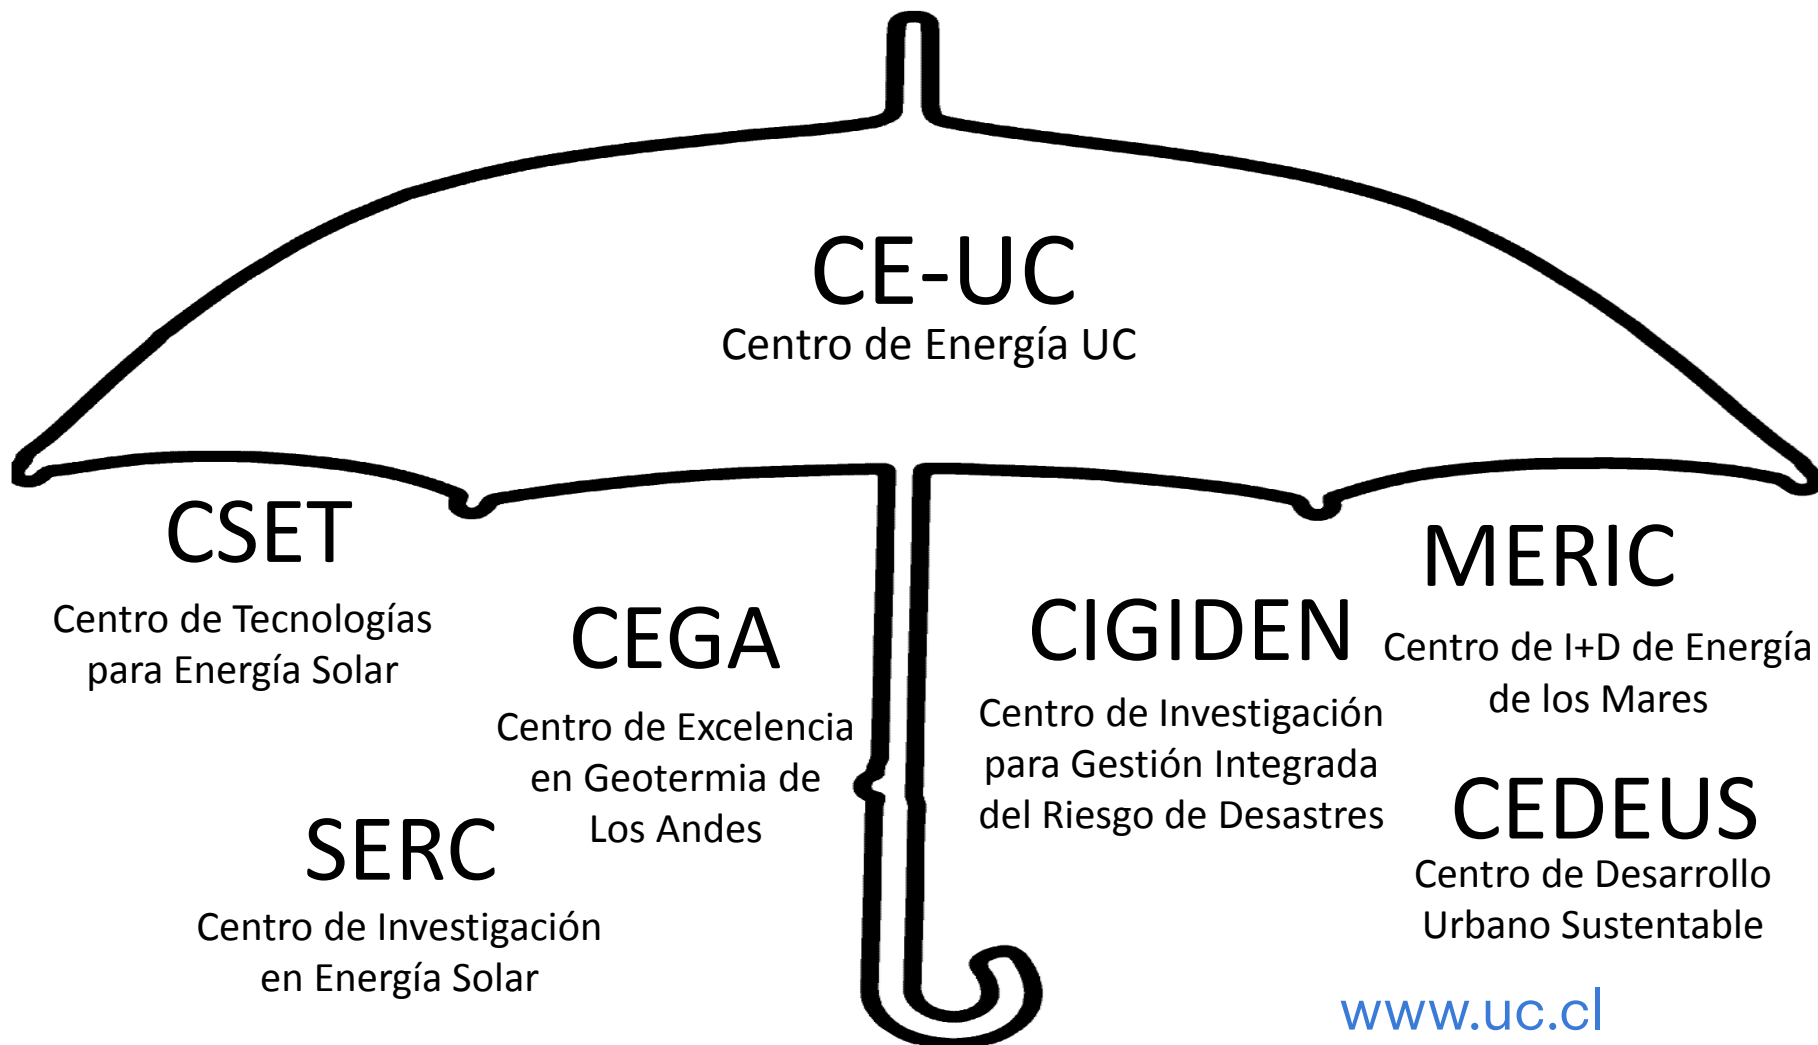 CE-UC
Centro de Energía UC
CSET
Centro de Tecnologías
para Energía Solar
CEGA
Centro de Excelencia
en Geotermia de
Los Andes
SERC
Centro de Investigación
en Energía Solar
CIGIDEN
Centro de Investigación
para Gestión Integrada
del Riesgo de Desastres
MERIC
Centro de I+D de Energía
de los Mares
CEDEUS
Centro de Desarrollo
Urbano Sustentable
www.uc.cl